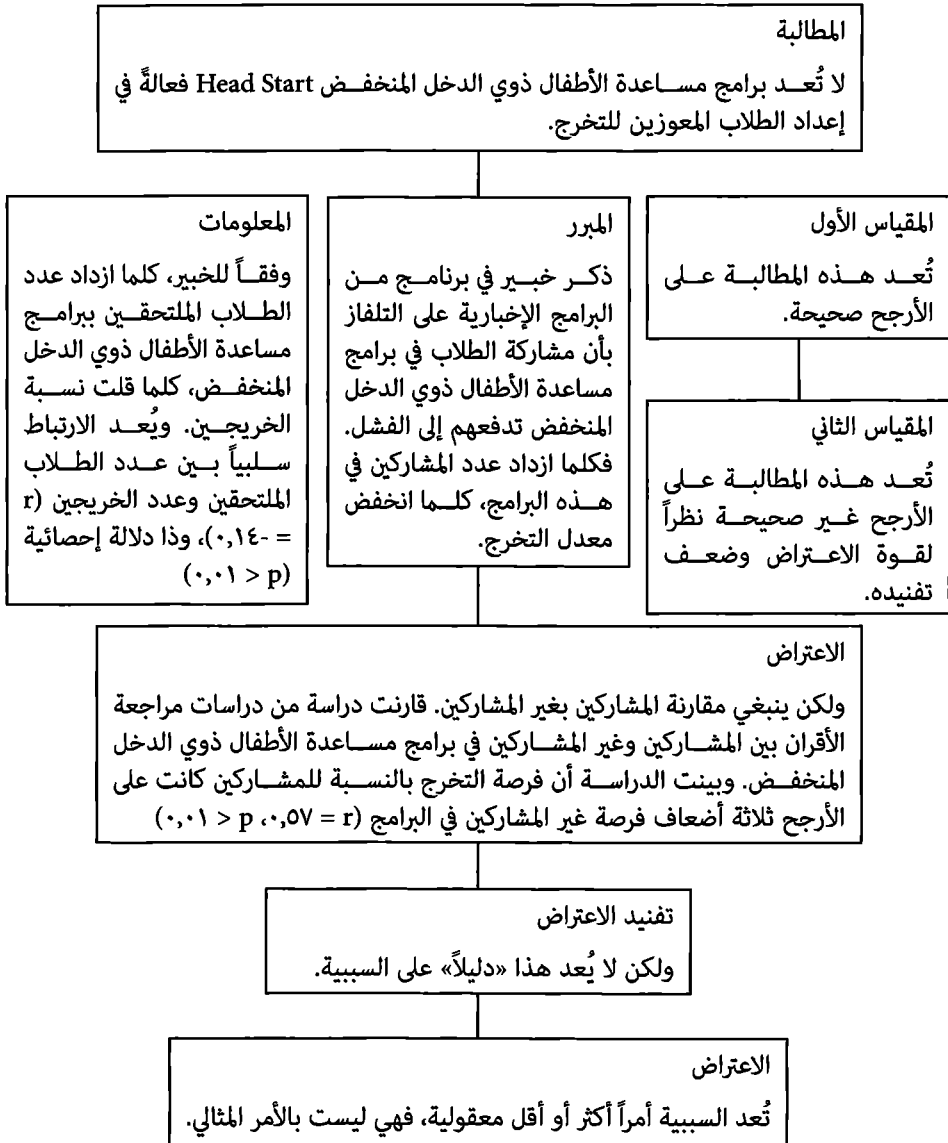 المطالبة
لا تُعد برامج مساعدة الأطفال ذوي الدخل المنخفض Head Start فعالةً في
إعداد الطلاب المعوزين للتخرج.
المقياس الأول
تُعد هذه المطالبة على
الأرجح صحيحة.
المقياس الثاني
تُعد هذه المطالبة على
الأرجح غير صحيحة نظراً
لقوة الاعتراض وضعف
تفنيده.
المبرر
ذكر خبير في برنامج من
البرامج الإخبارية على التلفاز
بأن مشاركة الطلاب في برامج
مساعدة الأطفال ذوي الدخل
المنخفض تدفعهم إلى الفشل.
فكلما ازداد عدد المشاركين في
هذه البرامج، كلما انخفض
معدل التخرج.
المعلومات
وفقاً للخبير، كلما ازداد عدد
الطلاب الملتحقين ببرامج
مساعدة الأطفال ذوي الدخل
المنخفض، كلما قلت نسبة
الخريجين. ويُعد الارتباط
سلبياً بين عدد الطلاب
الملتحقين وعدد الخريجين (r
= -٠,١٤)، وذا دلالة إحصائية
(p < ٠,٠١)
الاعتراض
ولكن ينبغي مقارنة المشاركين بغير المشاركين. قارنت دراسة من دراسات مراجعة
الأقران بين المشاركين وغير المشاركين في برامج مساعدة الأطفال ذوي الدخل
المنخفض. وبينت الدراسة أن فرصة التخرج بالنسبة للمشاركين كانت على
الأرجح ثلاثة أضعاف فرصة غير المشاركين في البرامج (r = ٠,٥٧، p < ٠,٠١)
تفنيد الاعتراض
ولكن لا يُعد هذا «دليلاً» على السببية.
الاعتراض
تُعد السببية أمراً أكثر أو أقل معقولية، فهي ليست بالأمر المثالي.